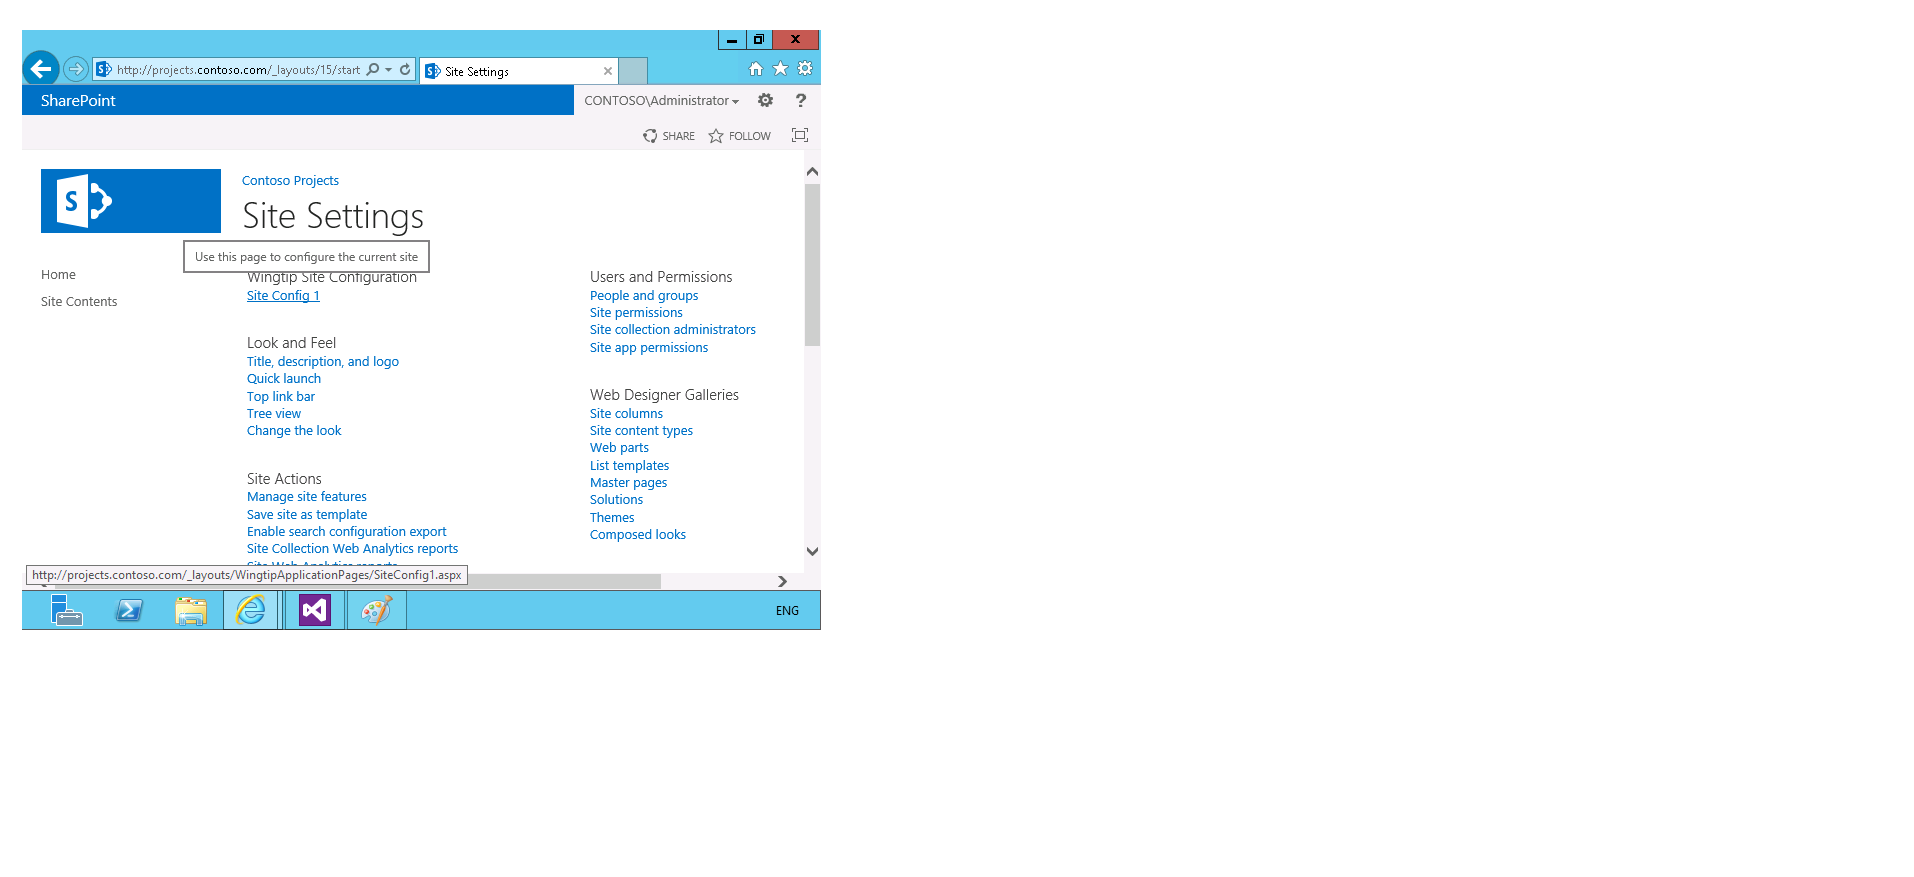 http://projects.contoso.com/_layouts/15/start
Site Settings
SharePoint
CONTOSO\Administrator
?
SHARE
FOLLOW
S
Contoso Projects
Site Settings
Use this page to configure the current site
Home
Site Contents
Wingtip Site Configuration
Site Config 1
Look and Feel
Title, description, and logo
Quick launch
Top link bar
Tree view
Change the look
Site Actions
Manage site features
Save site as template
Enable search configuration export
Site Collection Web Analytics reports
Site Web Analytics reports
Users and Permissions
People and groups
Site permissions
Site collection administrators
Site app permissions
Web Designer Galleries
Site columns
Site content types
Web parts
List templates
Master pages
Solutions
Themes
Composed looks
http://projects.contoso.com/_layouts/WingtipApplicationPages/SiteConfig1.aspx
ENG